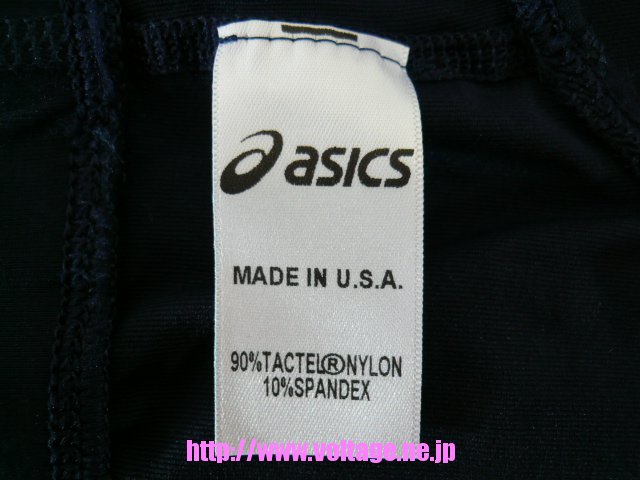 asics
MADE IN U.S.A.
90%TACTEL®NYLON
10%SPANDEX
http://www.voltage.ne.jp